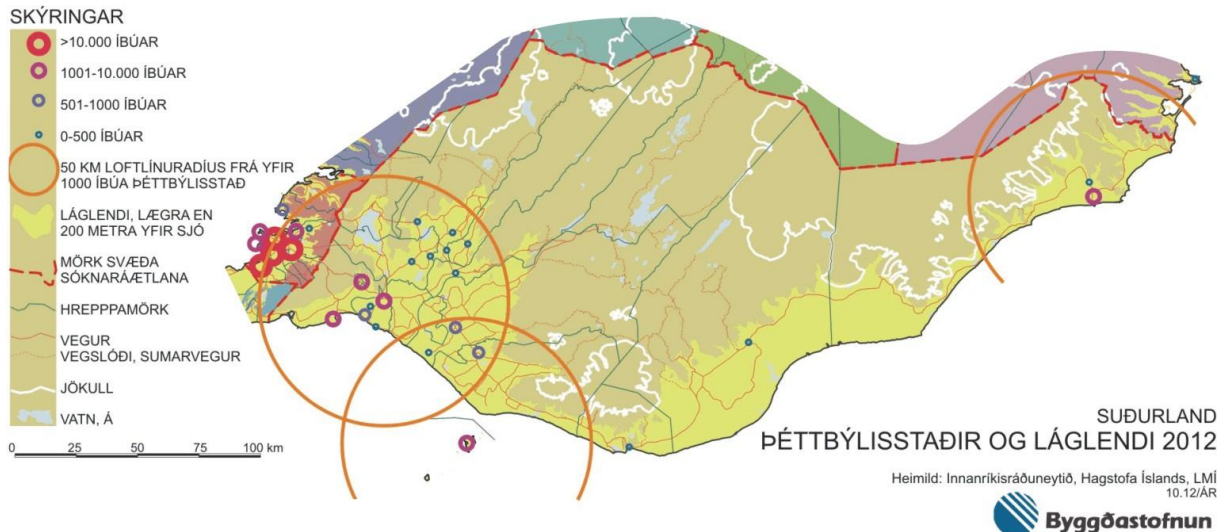 SKÝRINGAR
>10.000 ÍBÚAR
1001-10.000 ÍBÚAR
501-1000 ÍBÚAR
0-500 ÍBÚAR
50 KM LOFTLÍNURADÍUS FRÁ YFIR
1000 ÍBÚA ÞÉTTBÝLISSTAÐ
LÁGLENDI, LÆGRA EN
200 METRA YFIR SJÓ
MÖRK SVÆÐA
SÓKNARÁÆTLANA
HREPPPAMÖRK
VEGUR
VEGSLÓÐI, SUMARVEGUR
JÖKULL
VATN, Á
0 25 50 75 100 km
SUÐURLAND
ÞÉTTBÝLISSTAÐIR OG LÁGLENDI 2012
Heimild: Innanríkisráðuneytið, Hagstofa Íslands, LMÍ
10.12/ÁR
Byggðastofnun